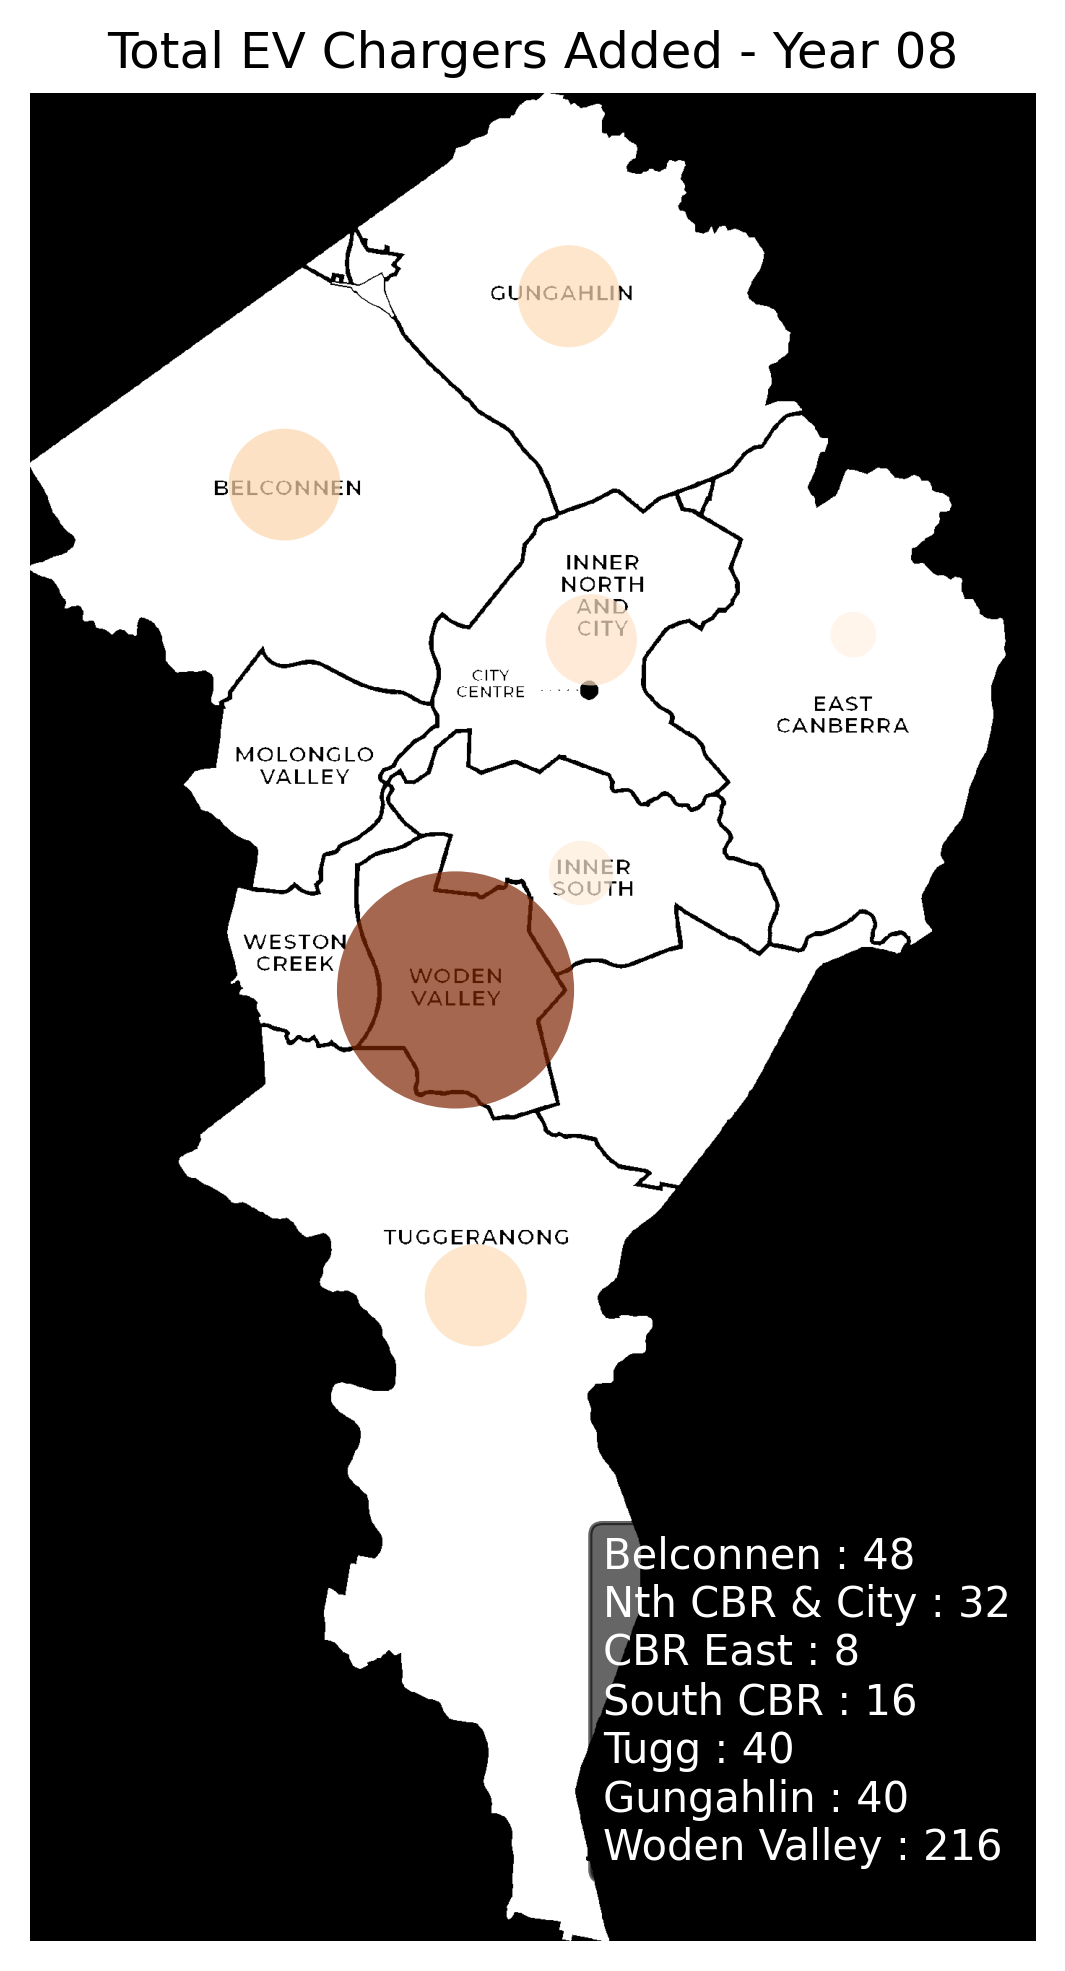 Total EV Chargers Added - Year 08
GUNGAHLIN
BELCONNEN
INNER
NORTH
AND
CITY
CITY
CENTRE
EAST
CANBERRA
MOLONGLO
VALLEY
INNER
SOUTH
WESTON
CREEK
WODEN
VALLEY
TUGGERANONG
Belconnen : 48
Nth CBR & City : 32
CBR East : 8
South CBR : 16
Tugg : 40
Gungahlin : 40
Woden Valley : 216